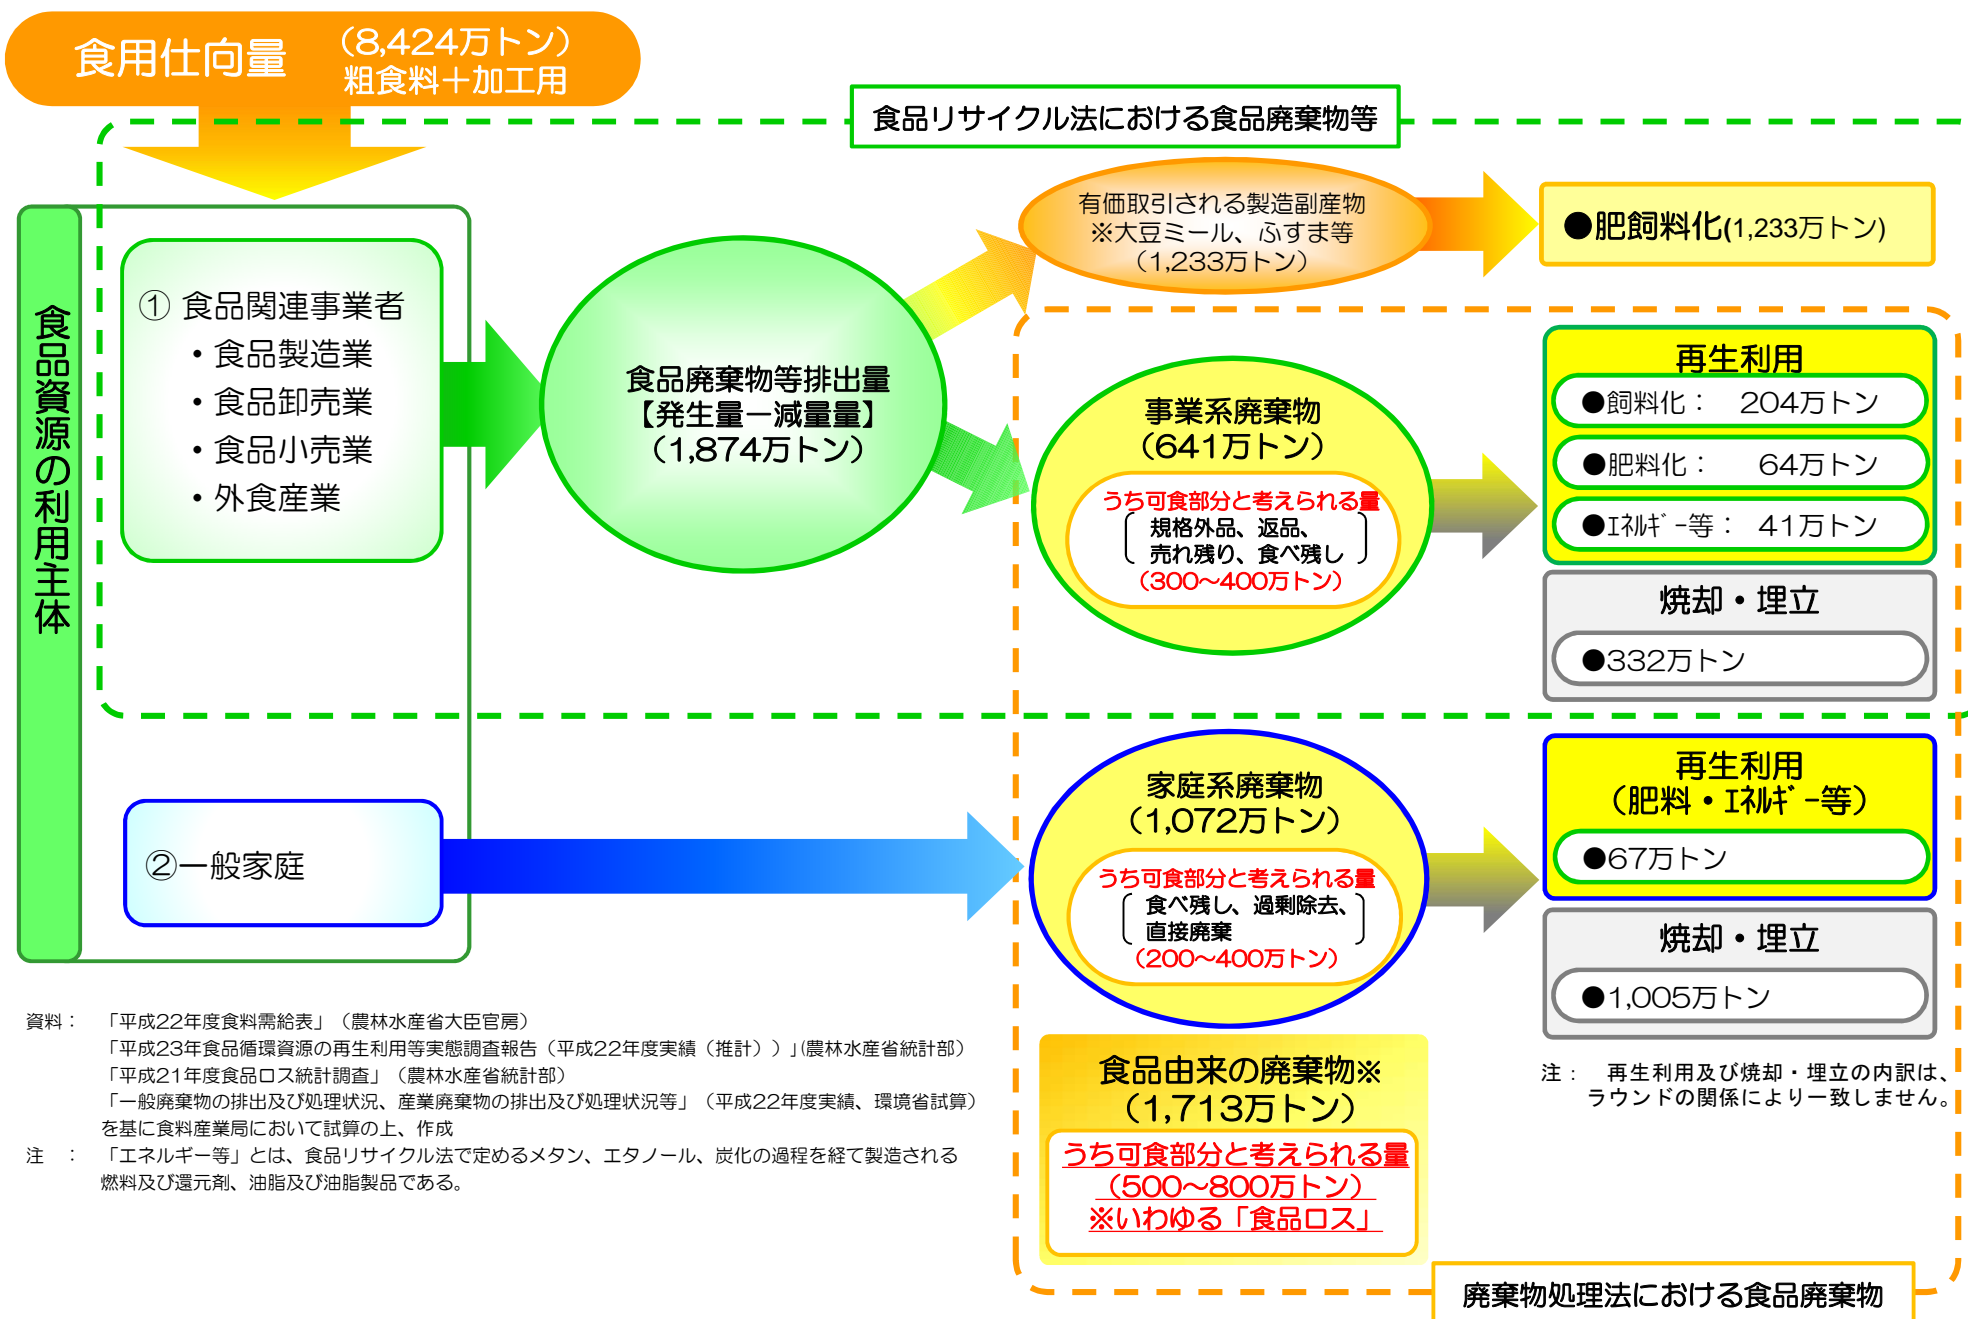 食用仕向量
（8,424万トン）
粗食料＋加工用
食品リサイクル法における食品廃棄物等
食品資源の利用主体
① 食品関連事業者
・食品製造業
・食品卸売業
・食品小売業
・外食産業
食品廃棄物等排出量
【発生量－減量量】
（1,874万トン）
有価取引される製造副産物
※大豆ミール、ふすま等
（1,233万トン）
●肥飼料化(1,233万トン)
事業系廃棄物
（641万トン）
うち可食部分と考えられる量
規格外品、返品、
売れ残り、食べ残し
（300～400万トン）
再生利用
●飼料化：　204万トン
●肥料化：　64万トン
●ｴﾈﾙｷﾞｰ等：　41万トン
焼却・埋立
●332万トン
②一般家庭
家庭系廃棄物
（1,072万トン）
うち可食部分と考えられる量
食べ残し、過剰除去、
直接廃棄
（200～400万トン）
再生利用
（肥料・ｴﾈﾙｷﾞｰ等）
●67万トン
焼却・埋立
●1,005万トン
食品由来の廃棄物※
（1,713万トン）
うち可食部分と考えられる量
（500～800万トン）
※いわゆる「食品ロス」
注：　再生利用及び焼却・埋立の内訳は、
ラウンドの関係により一致しません。
資料：　「平成22年度食料需給表」（農林水産省大臣官房）
「平成23年食品循環資源の再生利用等実態調査報告（平成22年度実績（推計））」(農林水産省統計部）
「平成21年度食品ロス統計調査」（農林水産省統計部）
「一般廃棄物の排出及び処理状況、産業廃棄物の排出及び処理状況等」（平成22年度実績、環境省試算）
を基に食料産業局において試算の上、作成
注　：　「エネルギー等」とは、食品リサイクル法で定めるメタン、エタノール、炭化の過程を経て製造される
燃料及び還元剤、油脂及び油脂製品である。
廃棄物処理法における食品廃棄物